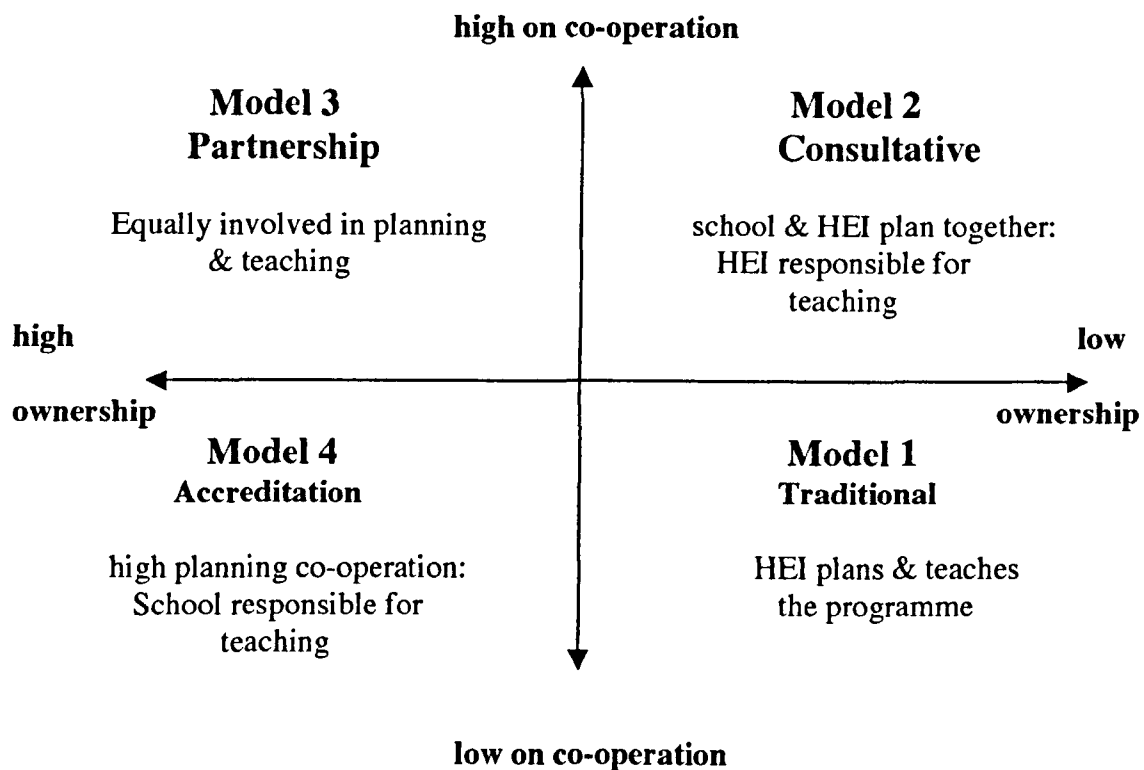 high on co-operation
Model 3
Partnership
Equally involved in planning
& teaching
Model 2
Consultative
school & HEI plan together:
HEI responsible for
teaching
high
ownership
low
ownership
Model 4
Accreditation
high planning co-operation:
School responsible for
teaching
Model 1
Traditional
HEI plans & teaches
the programme
low on co-operation